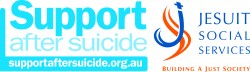 Support
after suicide
supportaftersuicide.org.au
JESUIT
SOCIAL
SERVICES
BUILDING A JUST SOCIETY